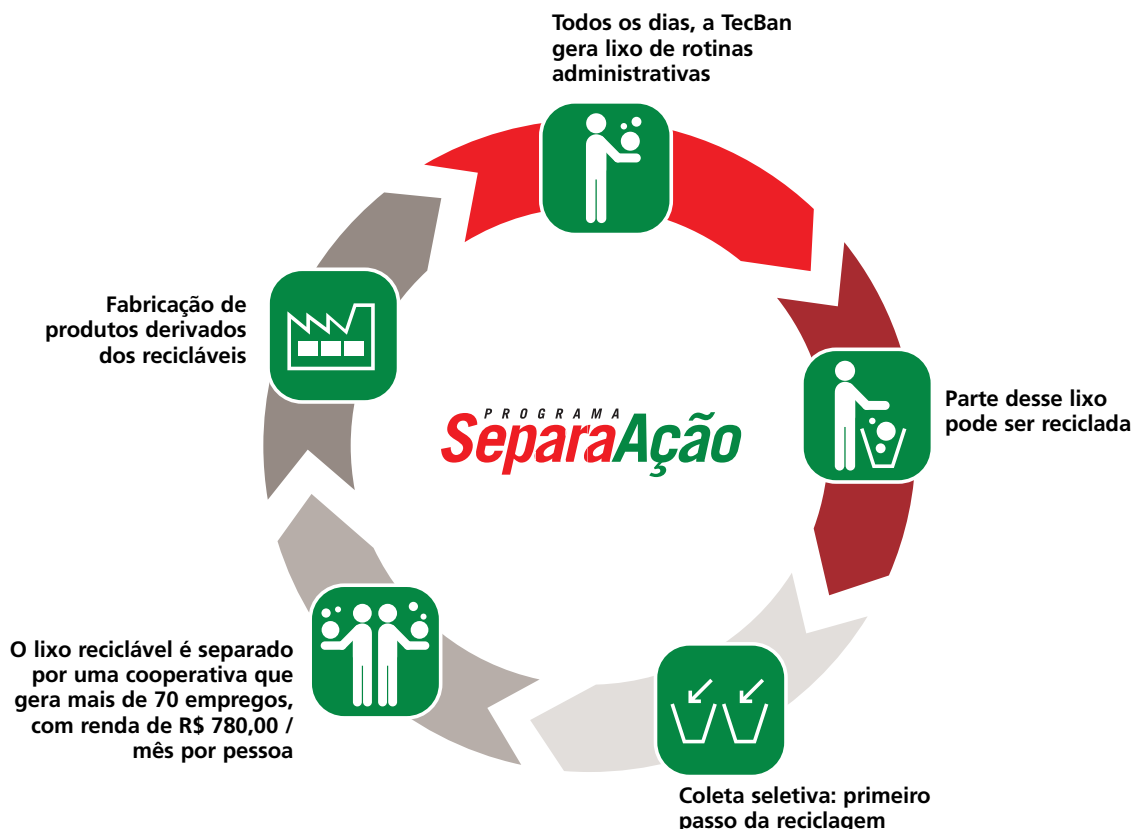 Todos os dias, a TecBan
gera lixo de rotinas
administrativas
Parte desse lixo
pode ser reciclada
Coleta seletiva: primeiro
passo da reciclagem
O lixo reciclável é separado
por uma cooperativa que
gera mais de 70 empregos,
com renda de R$ 780,00 /
mês por pessoa
Fabricação de
produtos derivados
dos recicláveis
PROGRAMA
SeparaAção